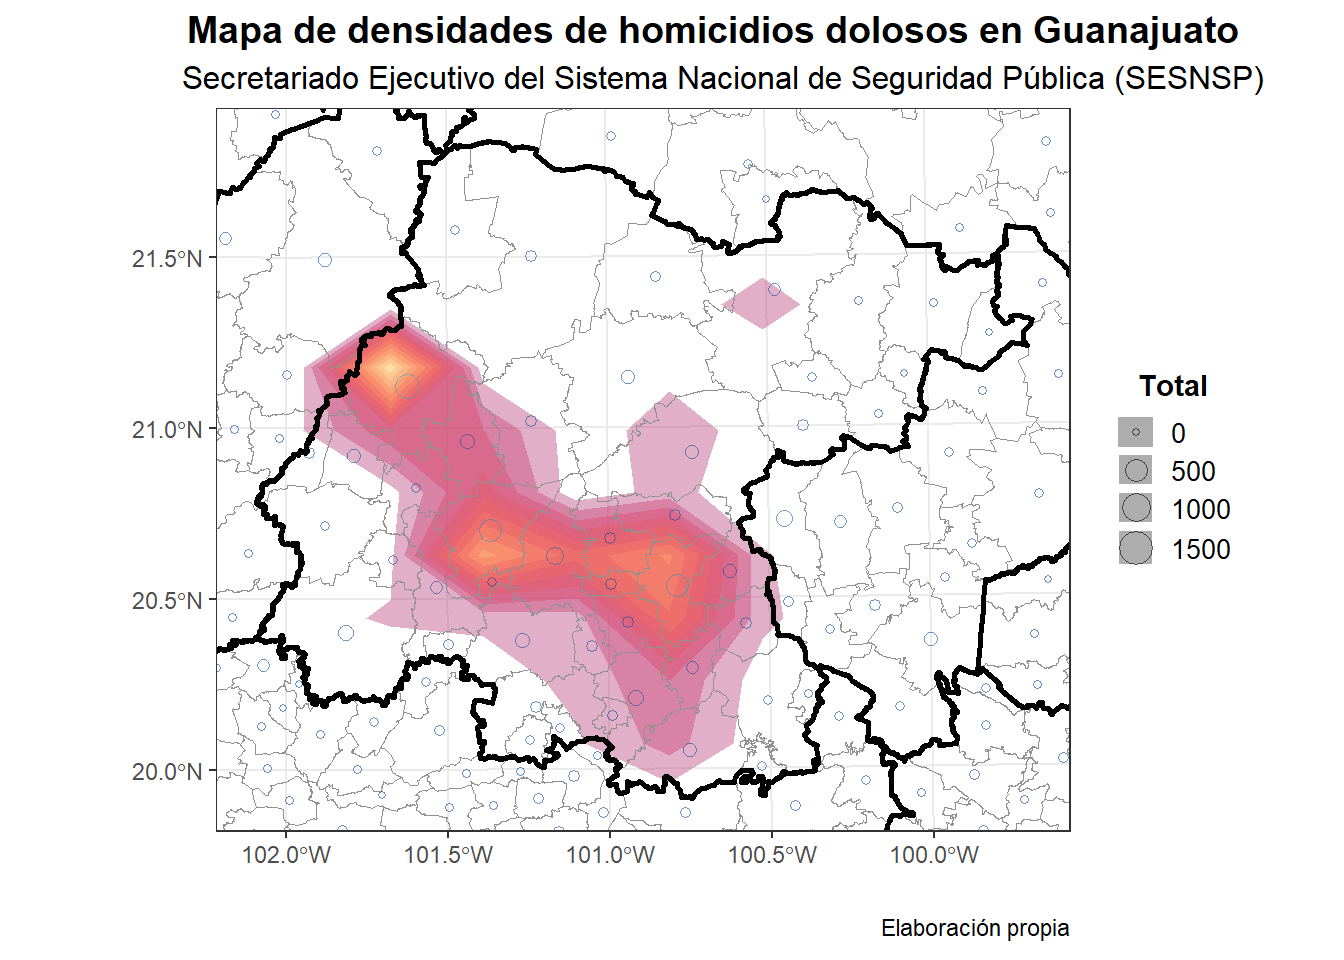 Mapa de densidades de homicidios dolosos en Guanajuato
Secretariado Ejecutivo del Sistema Nacional de Seguridad Pública (SESNSP)
21.5°N
21.0°N
20.5°N
20.0°N
102.0°W
101.5°W
101.0°W
100.5°W
100.0°W
Total
0
500
1000
1500
Elaboración propia